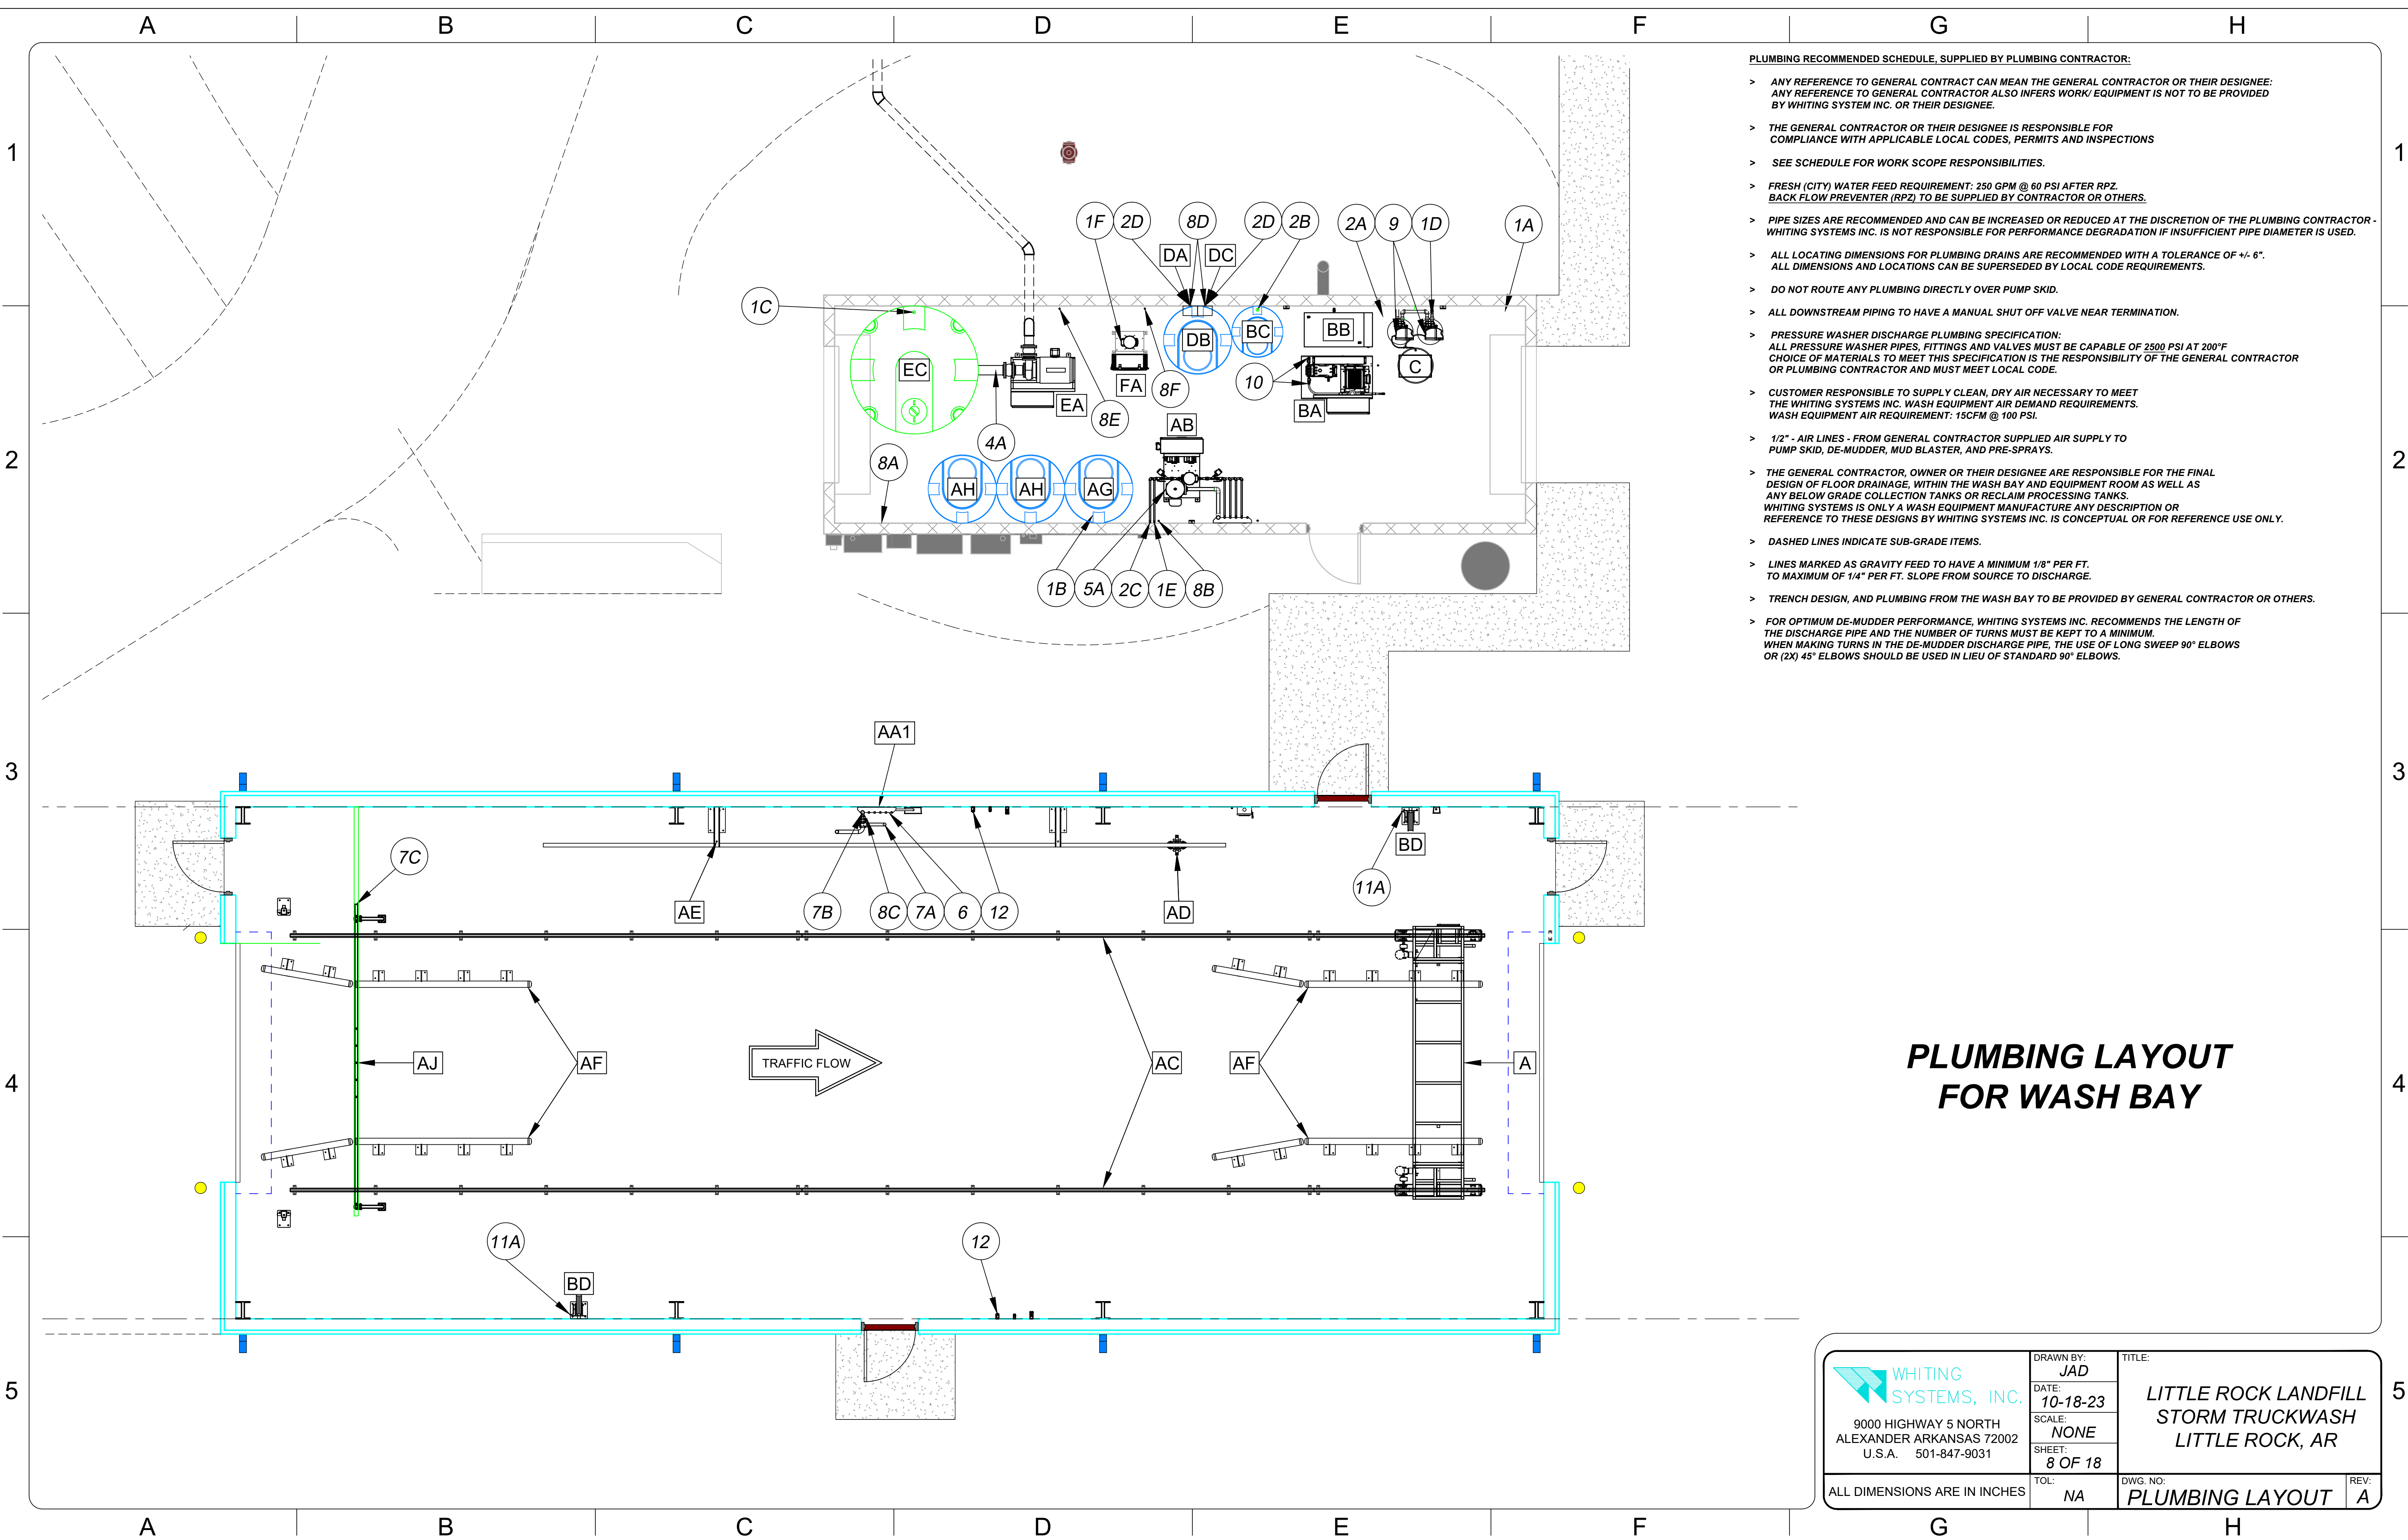 A B C D E F G H
PLUMBING RECOMMENDED SCHEDULE, SUPPLIED BY PLUMBING CONTRACTOR:
> ANY REFERENCE TO GENERAL CONTRACT CAN MEAN THE GENERAL CONTRACTOR OR THEIR DESIGNEE:
ANY REFERENCE TO GENERAL CONTRACTOR ALSO INFERS WORK/ EQUIPMENT IS NOT TO BE PROVIDED
BY WHITING SYSTEM INC. OR THEIR DESIGNEE.
> THE GENERAL CONTRACTOR OR THEIR DESIGNEE IS RESPONSIBLE FOR
COMPLIANCE WITH APPLICABLE LOCAL CODES, PERMITS AND INSPECTIONS
> SEE SCHEDULE FOR WORK SCOPE RESPONSIBILITIES.
> FRESH (CITY) WATER FEED REQUIREMENT: 250 GPM @ 60 PSI AFTER RPZ.
BACK FLOW PREVENTER (RPZ) TO BE SUPPLIED BY CONTRACTOR OR OTHERS.
> PIPE SIZES ARE RECOMMENDED AND CAN BE INCREASED OR REDUCED AT THE DISCRETION OF THE PLUMBING CONTRACTOR -
WHITING SYSTEMS INC. IS NOT RESPONSIBLE FOR PERFORMANCE DEGRADATION IF INSUFFICIENT PIPE DIAMETER IS USED.
> ALL LOCATING DIMENSIONS FOR PLUMBING DRAINS ARE RECOMMENDED WITH A TOLERANCE OF +/- 6".
ALL DIMENSIONS AND LOCATIONS CAN BE SUPERSEDED BY LOCAL CODE REQUIREMENTS.
> DO NOT ROUTE ANY PLUMBING DIRECTLY OVER PUMP SKID.
> ALL DOWNSTREAM PIPING TO HAVE A MANUAL SHUT OFF VALVE NEAR TERMINATION.
> PRESSURE WASHER DISCHARGE PLUMBING SPECIFICATION:
ALL PRESSURE WASHER PIPES, FITTINGS AND VALVES MUST BE CAPABLE OF 2500 PSI AT 200°F
CHOICE OF MATERIALS TO MEET THIS SPECIFICATION IS THE RESPONSIBILITY OF THE GENERAL CONTRACTOR
OR PLUMBING CONTRACTOR AND MUST MEET LOCAL CODE.
> CUSTOMER RESPONSIBLE TO SUPPLY CLEAN, DRY AIR NECESSARY TO MEET
THE WHITING SYSTEMS INC. WASH EQUIPMENT AIR DEMAND REQUIREMENTS.
WASH EQUIPMENT AIR REQUIREMENT: 15CFM @ 100 PSI.
> 1/2" - AIR LINES - FROM GENERAL CONTRACTOR SUPPLIED AIR SUPPLY TO
PUMP SKID, DE-MUDDER, MUD BLASTER, AND PRE-SPRAYS.
> THE GENERAL CONTRACTOR, OWNER OR THEIR DESIGNEE ARE RESPONSIBLE FOR THE FINAL
DESIGN OF FLOOR DRAINAGE, WITHIN THE WASH BAY AND EQUIPMENT ROOM AS WELL AS
ANY BELOW GRADE COLLECTION TANKS OR RECLAIM PROCESSING TANKS.
WHITING SYSTEMS IS ONLY A WASH EQUIPMENT MANUFACTURE ANY DESCRIPTION OR
REFERENCE TO THESE DESIGNS BY WHITING SYSTEMS INC. IS CONCEPTUAL OR FOR REFERENCE USE ONLY.
> DASHED LINES INDICATE SUB-GRADE ITEMS.
> LINES MARKED AS GRAVITY FEED TO HAVE A MINIMUM 1/8" PER FT.
TO MAXIMUM OF 1/4" PER FT. SLOPE FROM SOURCE TO DISCHARGE.
> TRENCH DESIGN, AND PLUMBING FROM THE WASH BAY TO BE PROVIDED BY GENERAL CONTRACTOR OR OTHERS.
> FOR OPTIMUM DE-MUDDER PERFORMANCE, WHITING SYSTEMS INC. RECOMMENDS THE LENGTH OF
THE DISCHARGE PIPE AND THE NUMBER OF TURNS MUST BE KEPT TO A MINIMUM.
WHEN MAKING TURNS IN THE DE-MUDDER DISCHARGE PIPE, THE USE OF LONG SWEEP 90° ELBOWS
OR (2X) 45° ELBOWS SHOULD BE USED IN LIEU OF STANDARD 90° ELBOWS.
1 1
1F 2D 8D 2D 2B 2A 9 1D 1A
DA DC
1C
EC DB BC BB C
FA 8F 10
EA BA
8E AB
4A
2 2
8A
AH AH AG
1B 5A 2C 1E 8B
AA1
3 3
BD
7C
11A
AE 7B 8C 7A 6 12 AD
AJ AF TRAFFIC FLOW AC AF A
4 4
PLUMBING LAYOUT
FOR WASH BAY
11A 12
BD
5 5
WHITING
SYSTEMS, INC.
9000 HIGHWAY 5 NORTH
ALEXANDER ARKANSAS 72002
U.S.A. 501-847-9031
ALL DIMENSIONS ARE IN INCHES
DRAWN BY:
JAD
DATE:
10-18-23
SCALE:
NONE
SHEET:
8 OF 18
TOL:
NA
TITLE:
LITTLE ROCK LANDFILL
STORM TRUCKWASH
LITTLE ROCK, AR
DWG. NO:
PLUMBING LAYOUT
REV:
A
A B C D E F G H